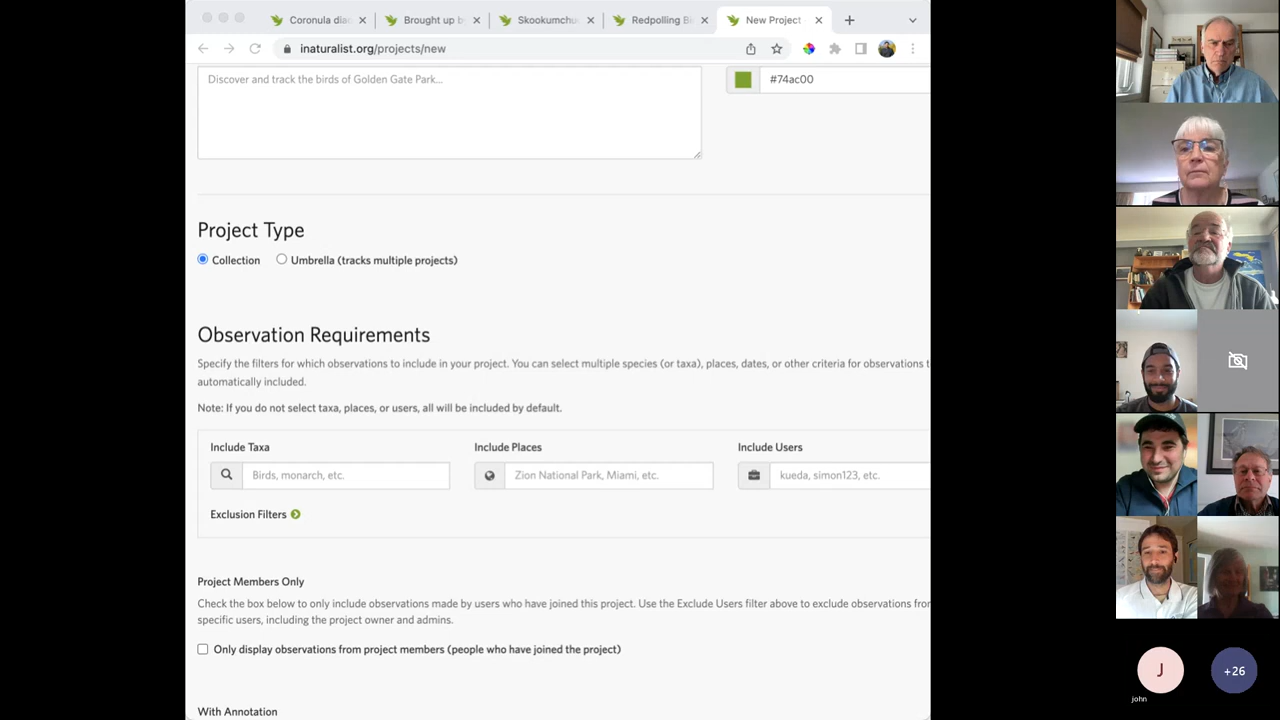 Coronula dia
Brought up b
Skookumchu
Redpolling Bi
New Project
inaturalist.org/projects/new
Discover and track the birds of Golden Gate Park...
#74ac00
Project Type
Collection
Umbrella (tracks multiple projects)
Observation Requirements
Specify the filters for which observations to include in your project. You can select multiple species (or taxa), places, dates, or other criteria for observations t
automatically included.
Note: If you do not select taxa, places, or users, all will be included by default.
Include Taxa
Include Places
Include Users
Birds, monarch, etc.
Zion National Park, Miami, etc.
kueda, simon123, etc.
Exclusion Filters
Project Members Only
Check the box below to only include observations made by users who have joined this project. Use the Exclude Users filter above to exclude observations from
specific users, including the project owner and admins.
Only display observations from project members (people who have joined the project)
With Annotation
J
john
+26